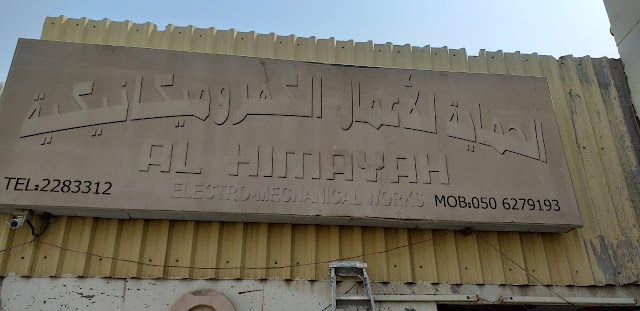 الحماية للأعمال الكهروميكانيكية
AL HIMAYAH
ELECTRO-MECHANICAL WORKS
TEL:2283312
MOB:050 6279193